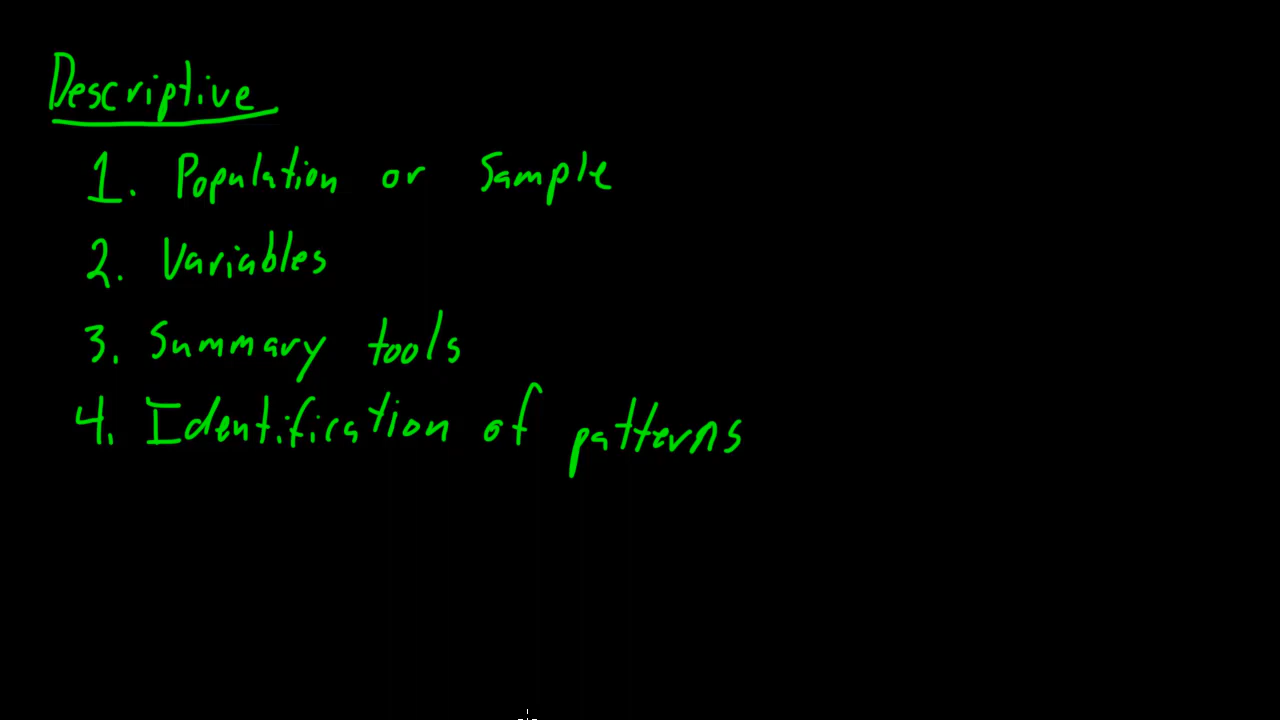 Descriptive
1. Population or Sample
2. Variables
3. Summary tools
4. Identification of patterns